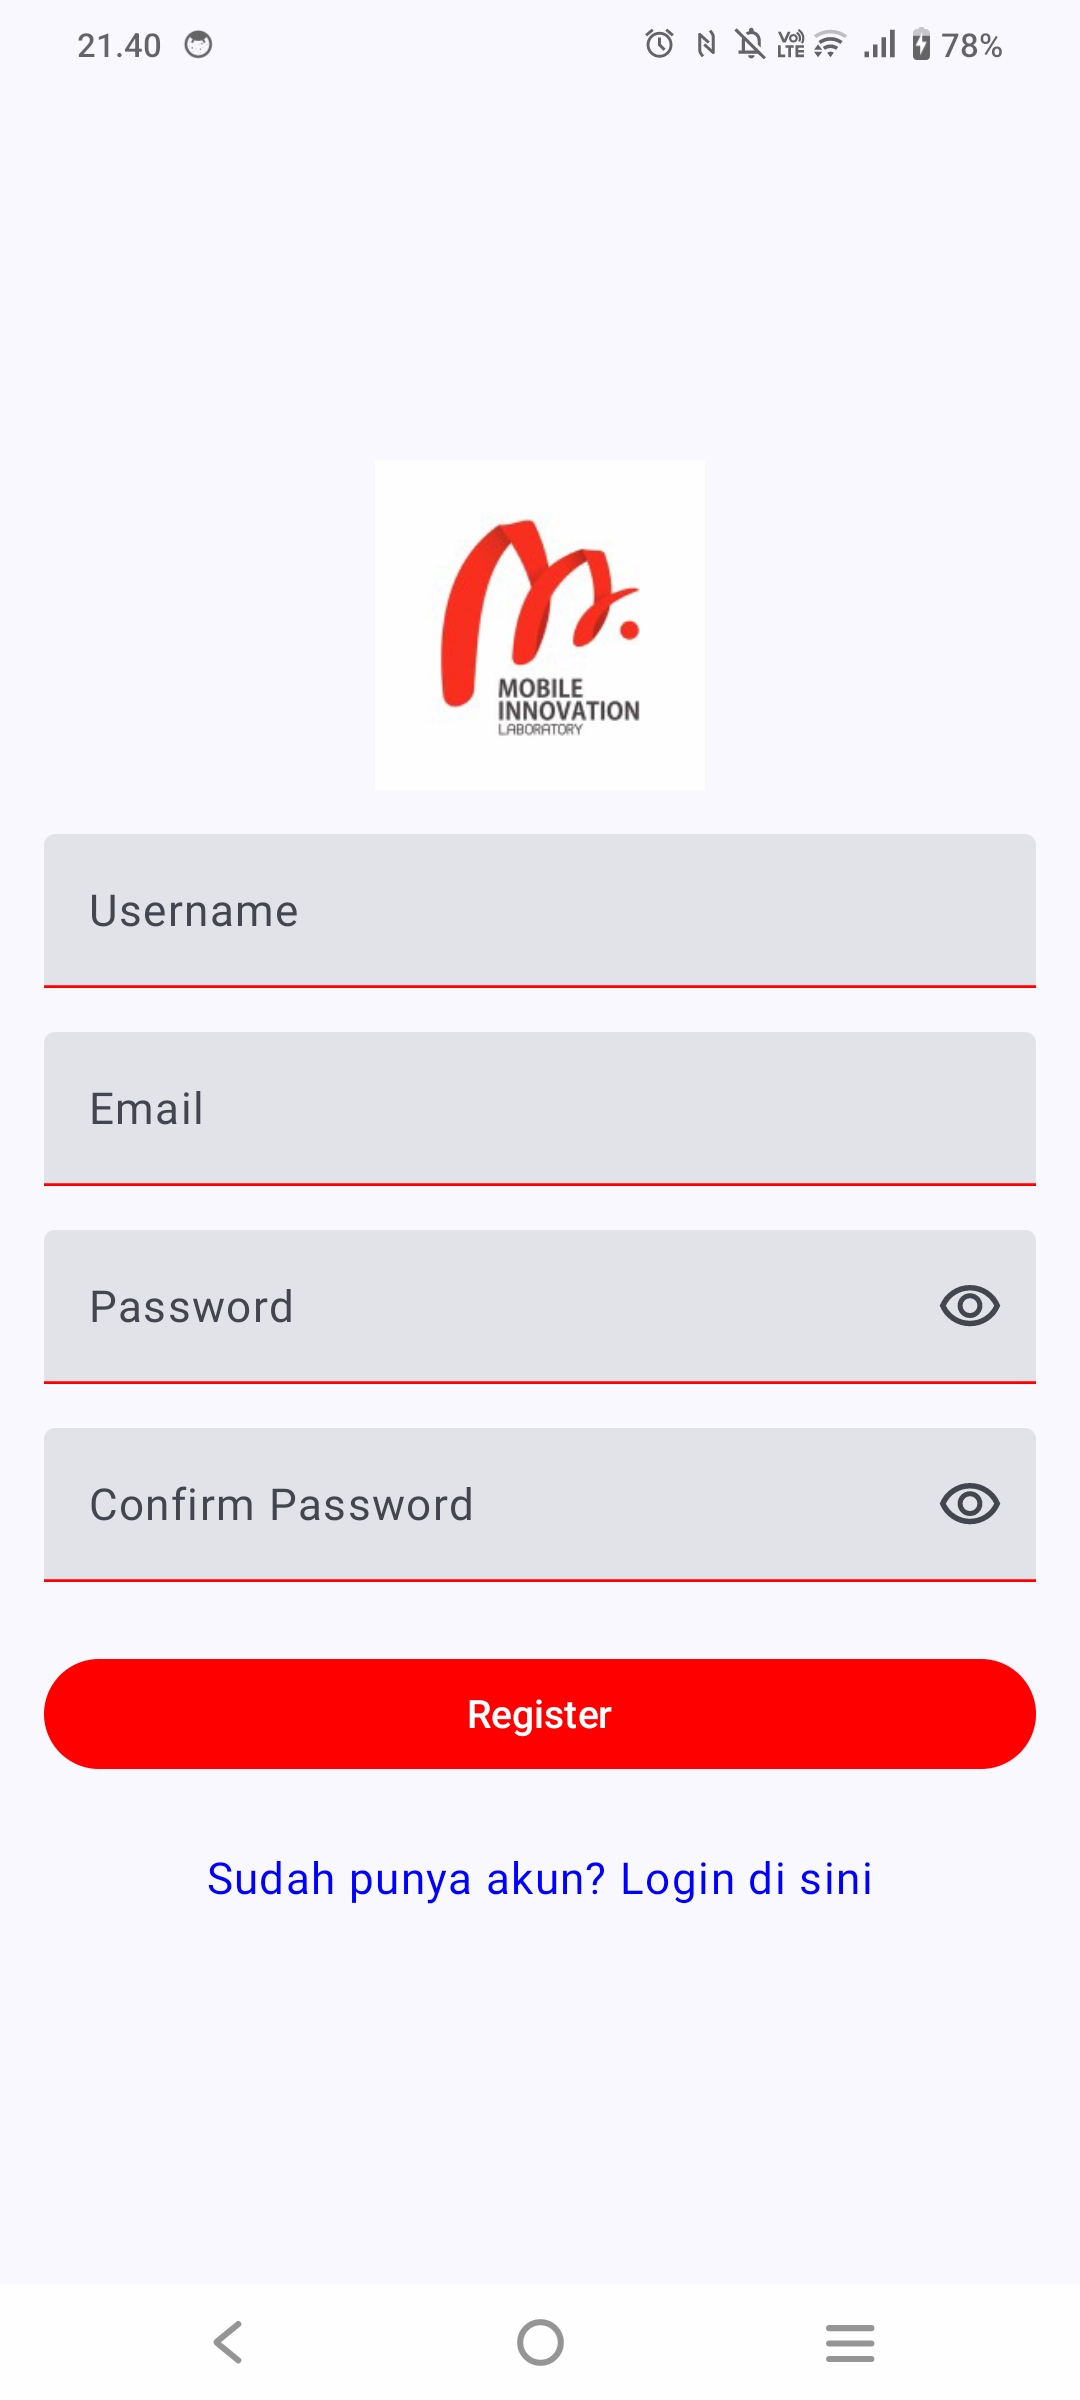 21.40
Vo)) LTE 78%
MOBILE
INNOVATION
LABORATORY
Username
Email
Password
Confirm Password
Register
Sudah punya akun? Login di sini